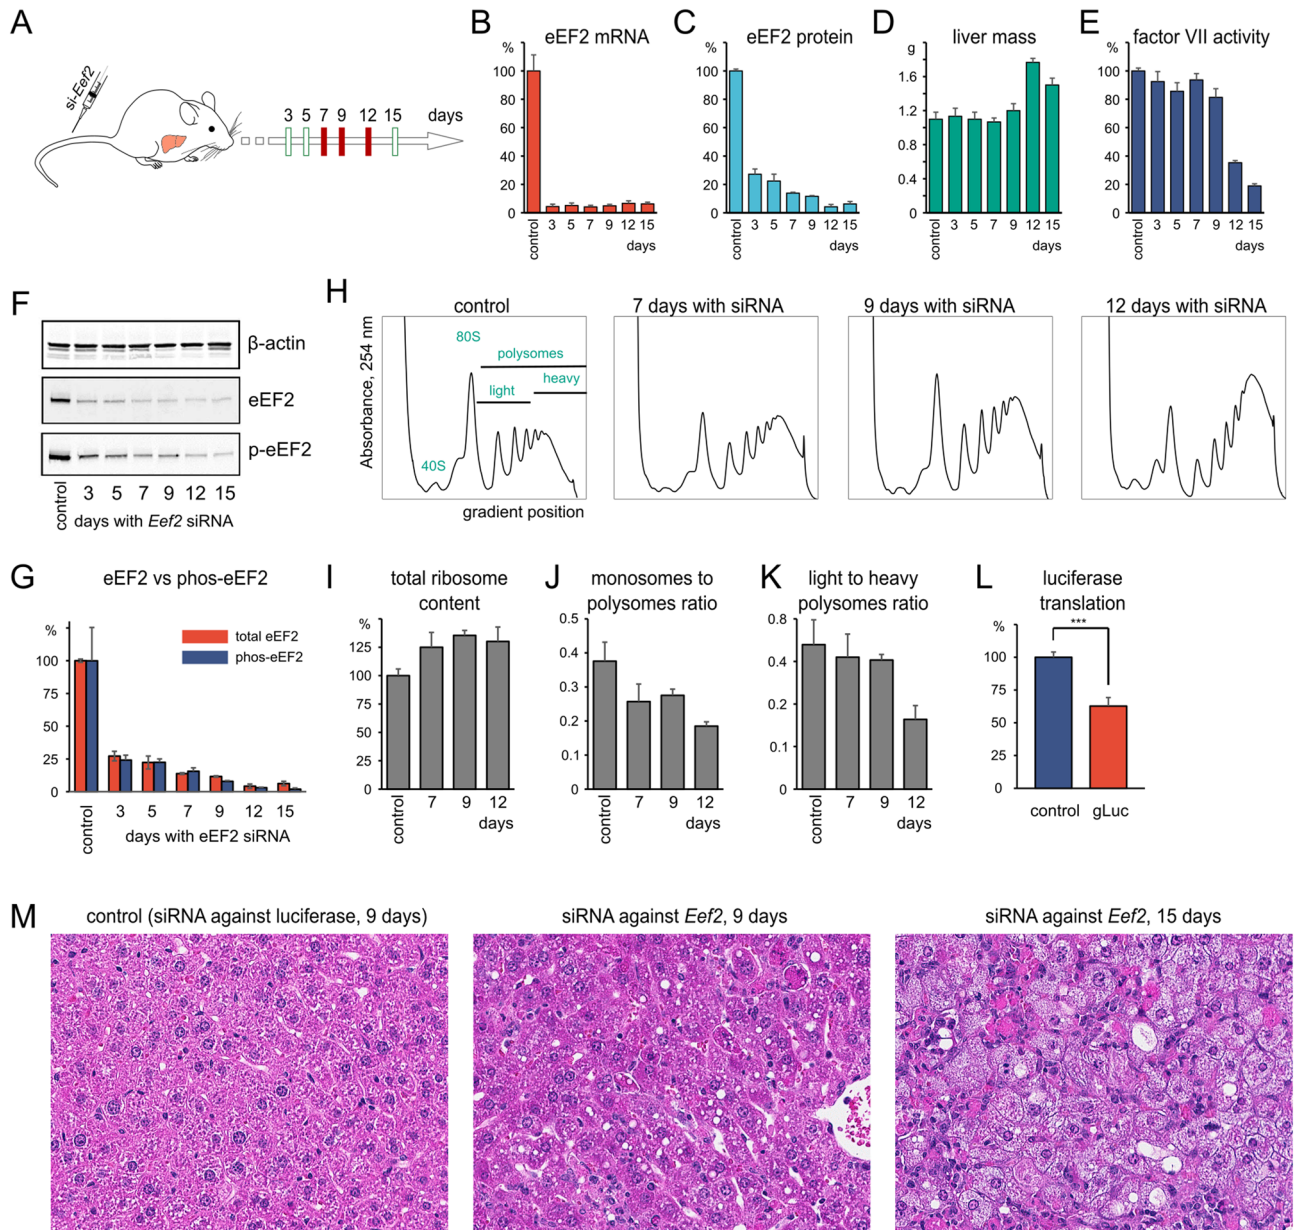 A
si-Eef2
3 5 7 9 12 15 days
B
eEF2 mRNA
%
100
80
60
40
20
0
control 3 5 7 9 12 15
days
C
eEF2 protein
%
100
80
60
40
20
0
control 3 5 7 9 12 15
days
D
liver mass
g
1.6
1.2
0.8
0.4
0
control 3 5 7 9 12 15
days
E
factor VII activity
%
100
80
60
40
20
0
control 3 5 7 9 12 15
days
F
β-actin
eEF2
p-eEF2
control 3 5 7 9 12 15
days with Eef2 siRNA
H
control
7 days with siRNA
9 days with siRNA
12 days with siRNA
Absorbance, 254 nm
80S
polysomes
light
heavy
40S
gradient position
G
eEF2 vs phos-eEF2
%
100
75
50
25
0
total eEF2
phos-eEF2
control 3 5 7 9 12 15
days with eEF2 siRNA
I
total ribosome
content
%
125
100
125
75
50
25
0
control 7 9 12
days
J
monosomes to
polysomes ratio
0.5
0.4
0.3
0.2
0.1
0
control 7 9 12
days
K
light to heavy
polysomes ratio
0.8
0.4
0.2
0.1
0
control 7 9 12
days
L
luciferase
translation
%
***
100
75
50
25
0
control gLuc
M
control (siRNA against luciferase, 9 days)
siRNA against Eef2, 9 days
siRNA against Eef2, 15 days